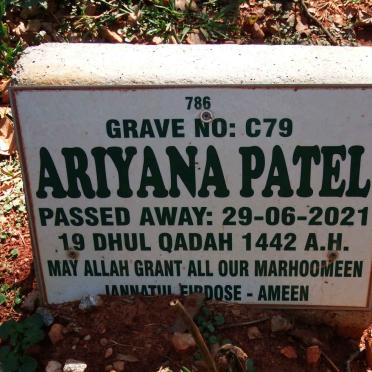 786
GRAVE NO: C79
ARIYANA PATEL
PASSED AWAY: 29-06-2021
19 DHUL QADAH 1442 A.H.
MAY ALLAH GRANT ALL OUR MARHOOMEEN
JANNATUL FIRDOSE - AMEEN